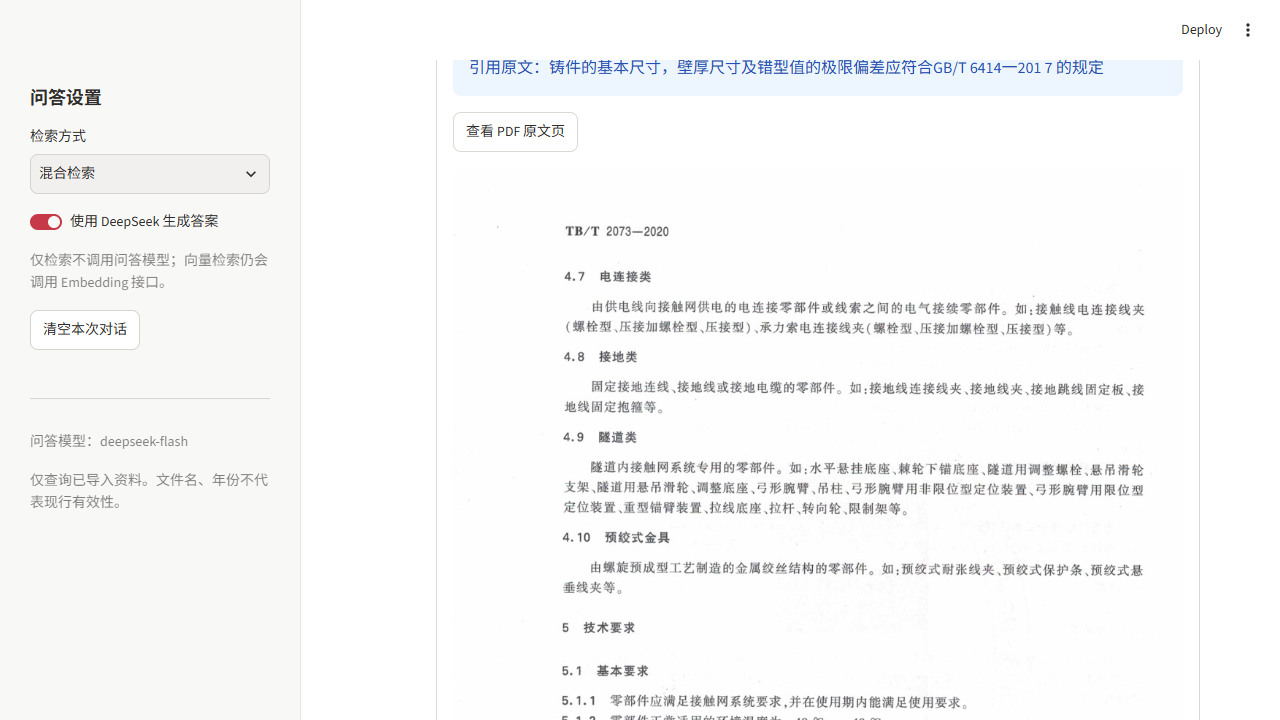 Deploy
问答设置
检索方式
混合检索
使用 DeepSeek 生成答案
仅检索不调用问答模型；向量检索仍会
调用 Embedding 接口。
清空本次对话
问答模型：deepseek-flash
仅查询已导入资料。文件名、年份不代
表现行有效性。
引用原文：铸件的基本尺寸，壁厚尺寸及错型值的极限偏差应符合GB/T 6414一201 7 的规定
查看 PDF 原文页
TB/T 2073—2020
4.7 电连接类
由供电线向接触网供电的电连接零部件或线索之间的电气接续零部件。如：接触线电连接线夹
(螺栓型、压接加螺栓型、压接型)、承力索电连接线夹(螺栓型、压接加螺栓型、压接型)等。
4.8 接地类
固定接地连线、接地线或接地电缆的零部件。如：接地线连接线夹、接地线夹、接地跳线固定板、接
地线固定抱箍等。
4.9 隧道类
隧道内接触网系统专用的零部件。如：水平悬挂底座、棘轮下锚底座、隧道用调整螺栓、悬吊滑轮
支架、隧道用悬吊滑轮、调整底座、弓形腕臂、吊柱、弓形腕臂用非限位型定位装置、弓形腕臂用限位型
定位装置、重型锚臂装置、拉线底座、拉杆、转向轮、限制架等。
4.10 预绞式金具
由螺旋预成型工艺制造的金属绞丝结构的零部件。如：预绞式耐张线夹、预绞式保护条、预绞式悬
垂线夹等。
5 技术要求
5.1 基本要求
5.1.1 零部件应满足接触网系统要求，并在使用期内能满足使用要求。